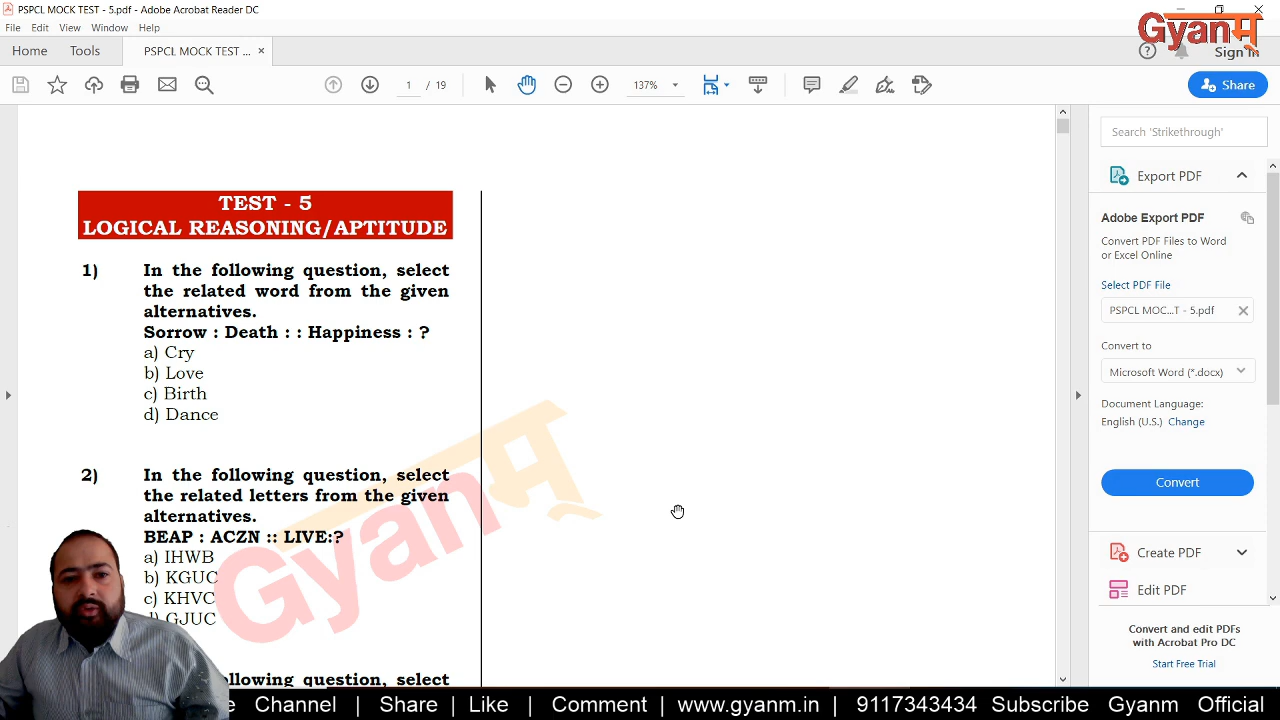 PSPCL MOCK TEST - 5.pdf - Adobe Acrobat Reader DC
File Edit View Window Help
Gyanम्
Home Tools PSPCL MOCK TEST ... ×
Sign In
1 / 19 137% Share
Search 'Strikethrough'
Export PDF
Adobe Export PDF
Convert PDF Files to Word
or Excel Online
Select PDF File
PSPCL MOC...T - 5.pdf
Convert to
Microsoft Word (*.docx)
Document Language:
English (U.S.) Change
Convert
Create PDF
Edit PDF
Convert and edit PDFs
with Acrobat Pro DC
Start Free Trial
TEST - 5
LOGICAL REASONING/APTITUDE
1) In the following question, select
the related word from the given
alternatives.
Sorrow : Death : : Happiness : ?
a) Cry
b) Love
c) Birth
d) Dance
2) In the following question, select
the related letters from the given
alternatives.
BEAP : ACZN :: LIVE:?
a) IHWB
b) KGUC
c) KHVC
GJUC
Gyanम्
llowing question, select
Channel | Share | Like | Comment | www.gyanm.in | 9117343434 Subscribe Gyanm Official